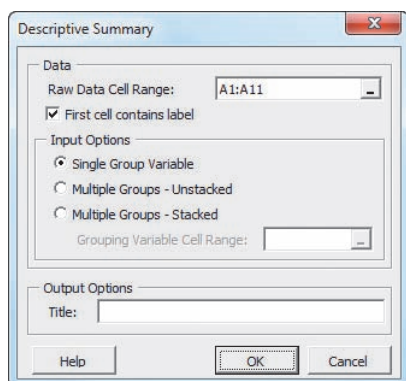 Descriptive Summary
Data
Raw Data Cell Range: A1:A11
First cell contains label
Input Options
Single Group Variable
Multiple Groups - Unstacked
Multiple Groups - Stacked
Grouping Variable Cell Range:
Output Options
Title:
Help OK Cancel